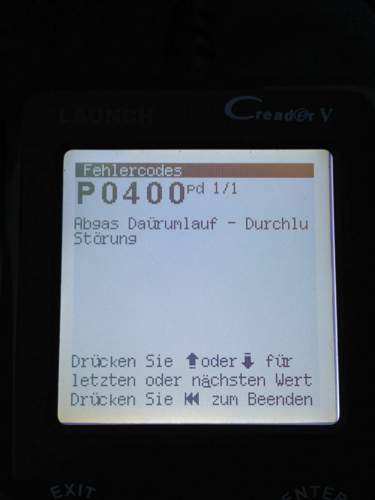 LAUNCH
Creader V
Fehlercodes
P0400 pd 1/1
Abgas Daürumlauf - Durchlu
Störung
Drücken Sie ⬆oder⬇ für
letzten oder nächsten Wert
Drücken Sie ⏮ zum Beenden
EXIT
ENTER